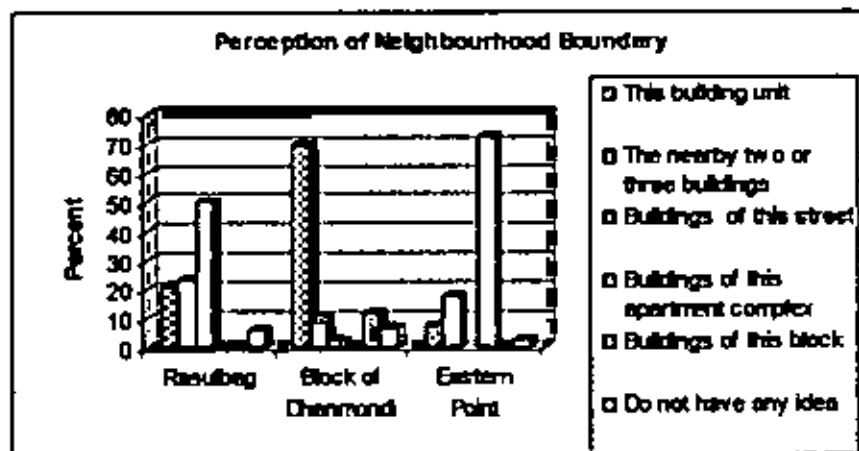 Perception of Neighbourhood Boundary
80
70
60
50
40
30
20
10
0
Percent
Rasulbag
Block of
Dhanmondi
Eastern
Point
This building unit
The nearby two or
three buildings
Buildings of this street
Buildings of this
apartment complex
Buildings of this block
Do not have any idea